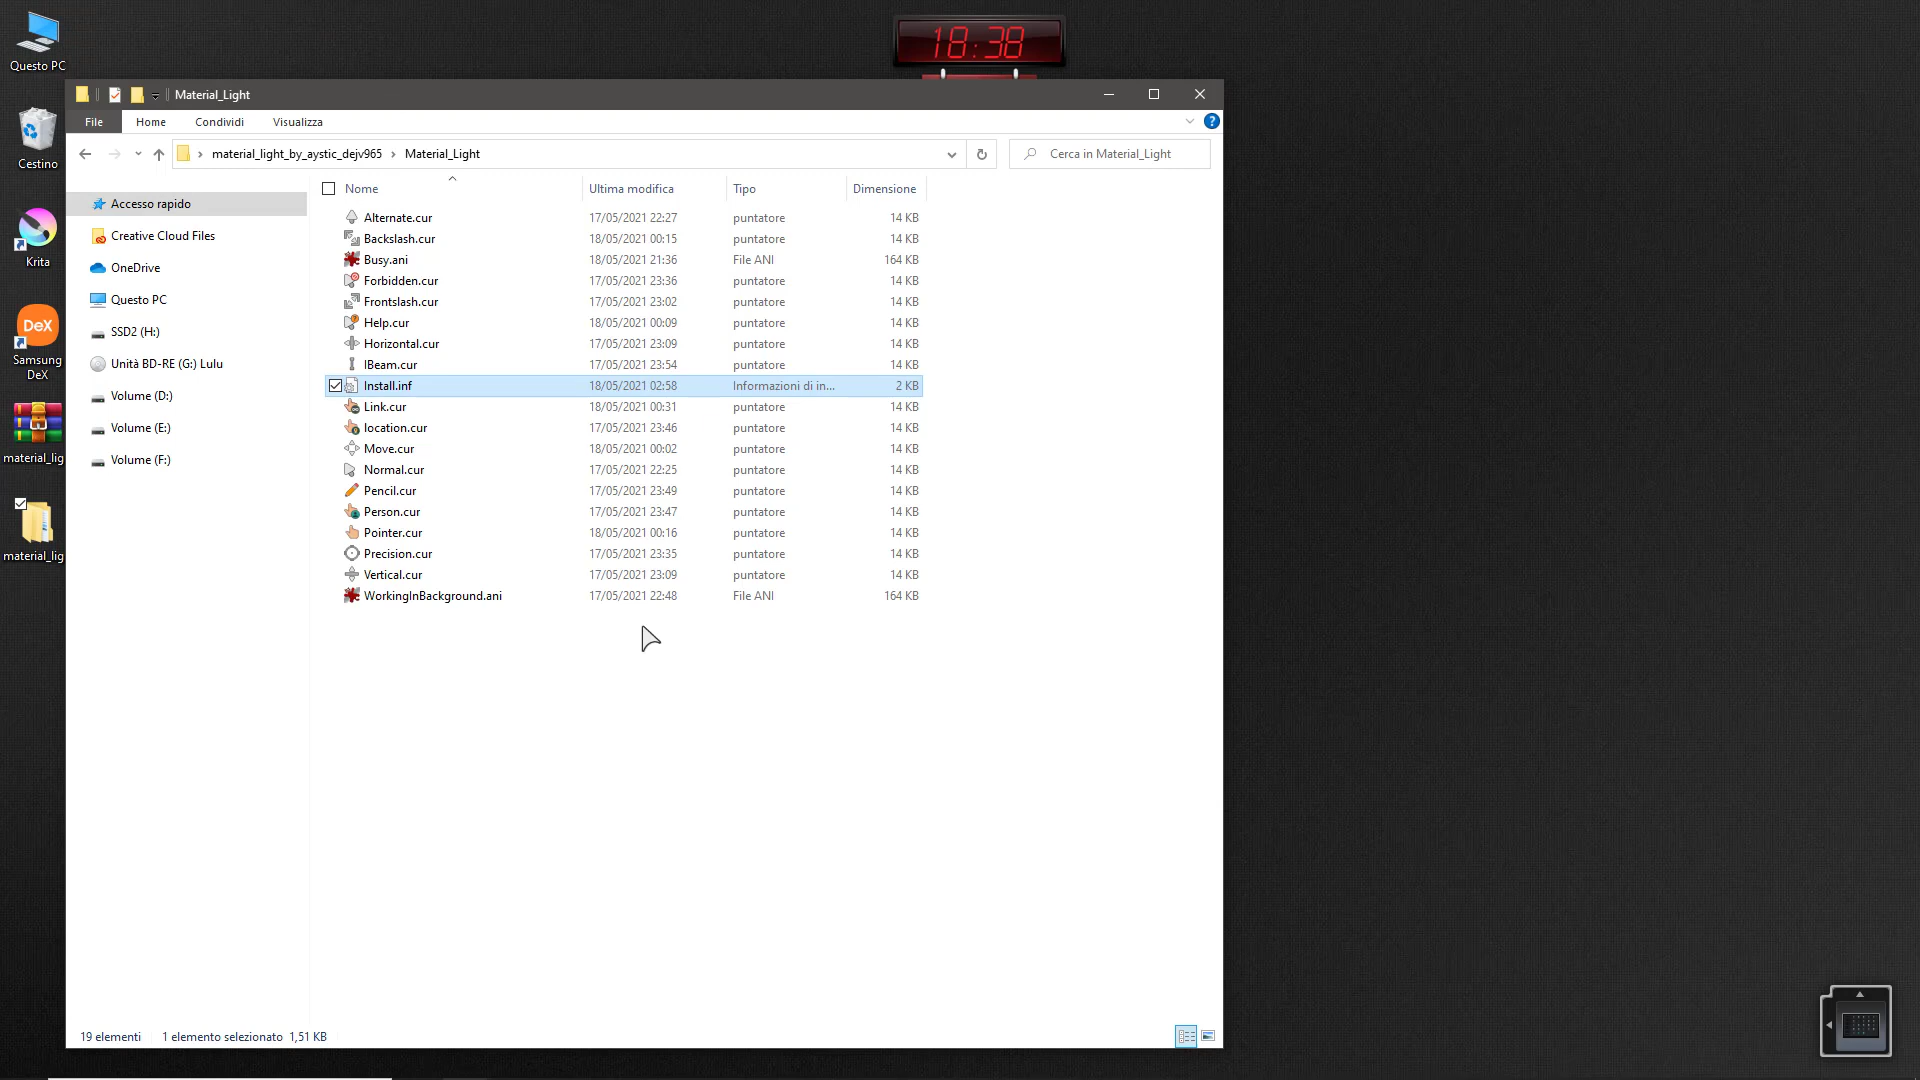 18:38
Questo PC
Cestino
Krita
DeX
Samsung
DeX
material_lig
material_lig
Material_Light
File Home Condividi Visualizza
?
material_light_by_aystic_dejv965 Material_Light
Cerca in Material_Light
Accesso rapido
Creative Cloud Files
OneDrive
Questo PC
SSD2 (H:)
Unità BD-RE (G:) Lulu
Volume (D:)
Volume (E:)
Volume (F:)
Nome Ultima modifica Tipo Dimensione
Alternate.cur 17/05/2021 22:27 puntatore 14 KB
Backslash.cur 18/05/2021 00:15 puntatore 14 KB
Busy.ani 18/05/2021 21:36 File ANI 164 KB
Forbidden.cur 17/05/2021 23:36 puntatore 14 KB
Frontslash.cur 17/05/2021 23:02 puntatore 14 KB
Help.cur 18/05/2021 00:09 puntatore 14 KB
Horizontal.cur 17/05/2021 23:09 puntatore 14 KB
IBeam.cur 17/05/2021 23:54 puntatore 14 KB
Install.inf 18/05/2021 02:58 Informazioni di in... 2 KB
Link.cur 18/05/2021 00:31 puntatore 14 KB
location.cur 17/05/2021 23:46 puntatore 14 KB
Move.cur 18/05/2021 00:02 puntatore 14 KB
Normal.cur 17/05/2021 22:25 puntatore 14 KB
Pencil.cur 17/05/2021 23:49 puntatore 14 KB
Person.cur 17/05/2021 23:47 puntatore 14 KB
Pointer.cur 18/05/2021 00:16 puntatore 14 KB
Precision.cur 17/05/2021 23:35 puntatore 14 KB
Vertical.cur 17/05/2021 23:09 puntatore 14 KB
WorkingInBackground.ani 17/05/2021 22:48 File ANI 164 KB
19 elementi 1 elemento selezionato 1,51 KB